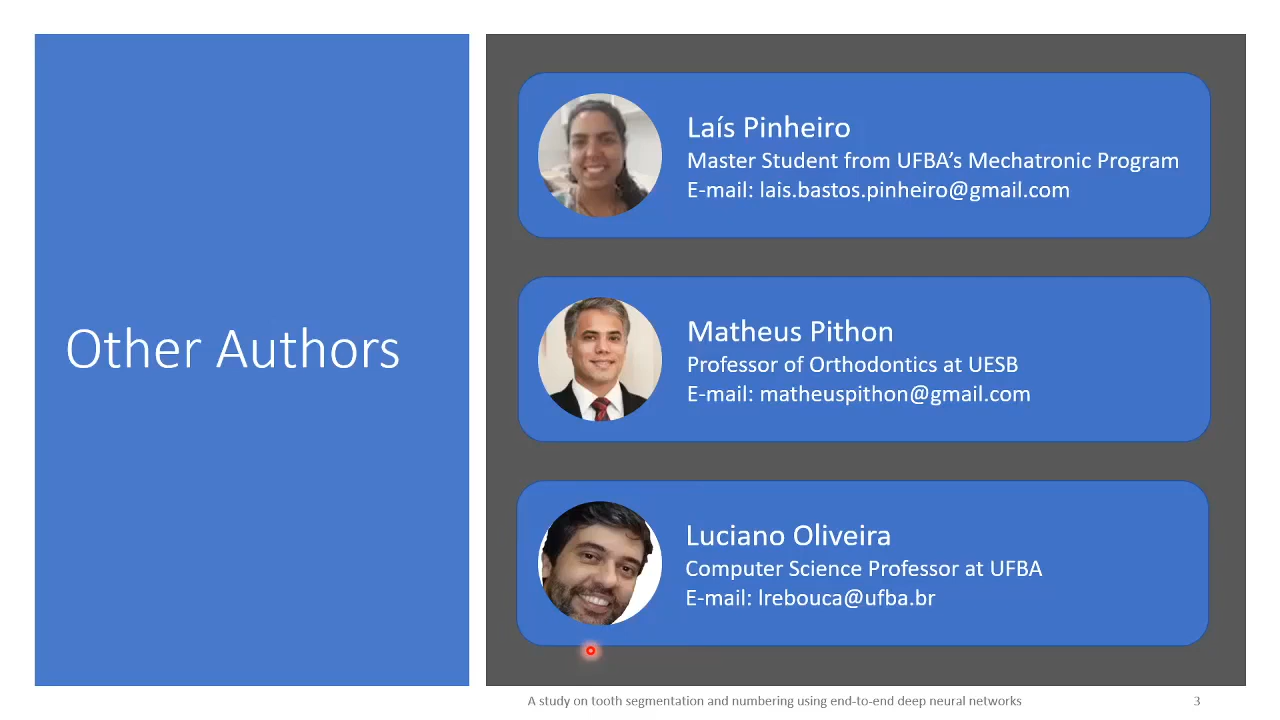 Other Authors
Laís Pinheiro
Master Student from UFBA’s Mechatronic Program
E-mail: lais.bastos.pinheiro@gmail.com
Matheus Pithon
Professor of Orthodontics at UESB
E-mail: matheuspithon@gmail.com
Luciano Oliveira
Computer Science Professor at UFBA
E-mail: lrebouca@ufba.br
A study on tooth segmentation and numbering using end-to-end deep neural networks
3